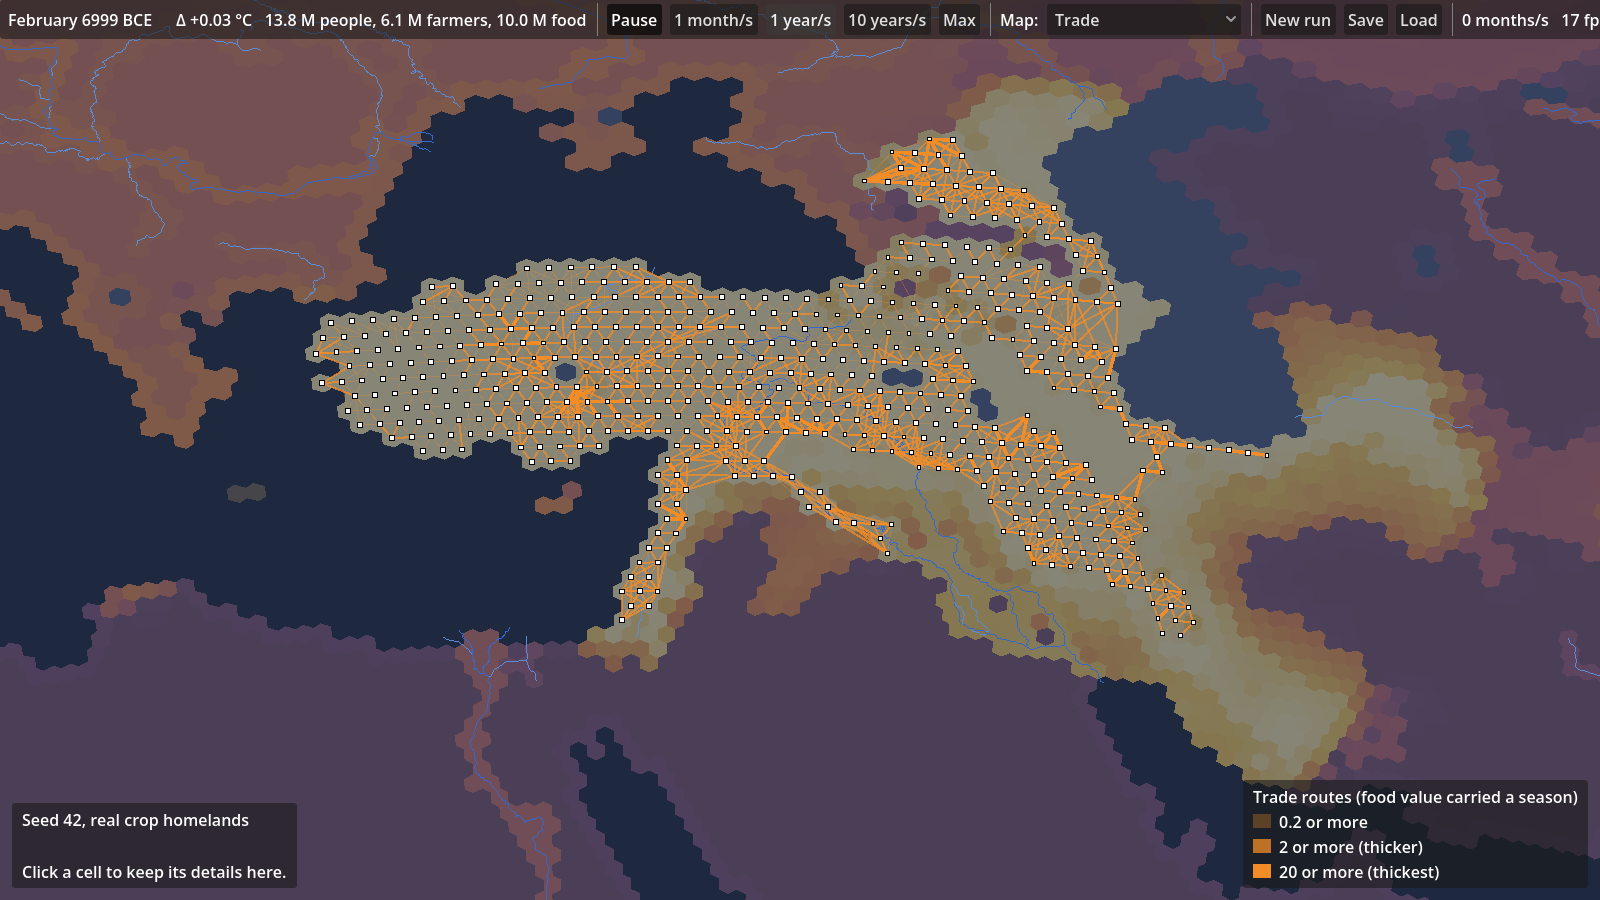 February 6999 BCE Δ +0.03 °C 13.8 M people, 6.1 M farmers, 10.0 M food Pause 1 month/s 1 year/s 10 years/s Max Map: Trade New run Save Load 0 months/s 17 fp
Seed 42, real crop homelands
Click a cell to keep its details here.
Trade routes (food value carried a season)
0.2 or more
2 or more (thicker)
20 or more (thickest)